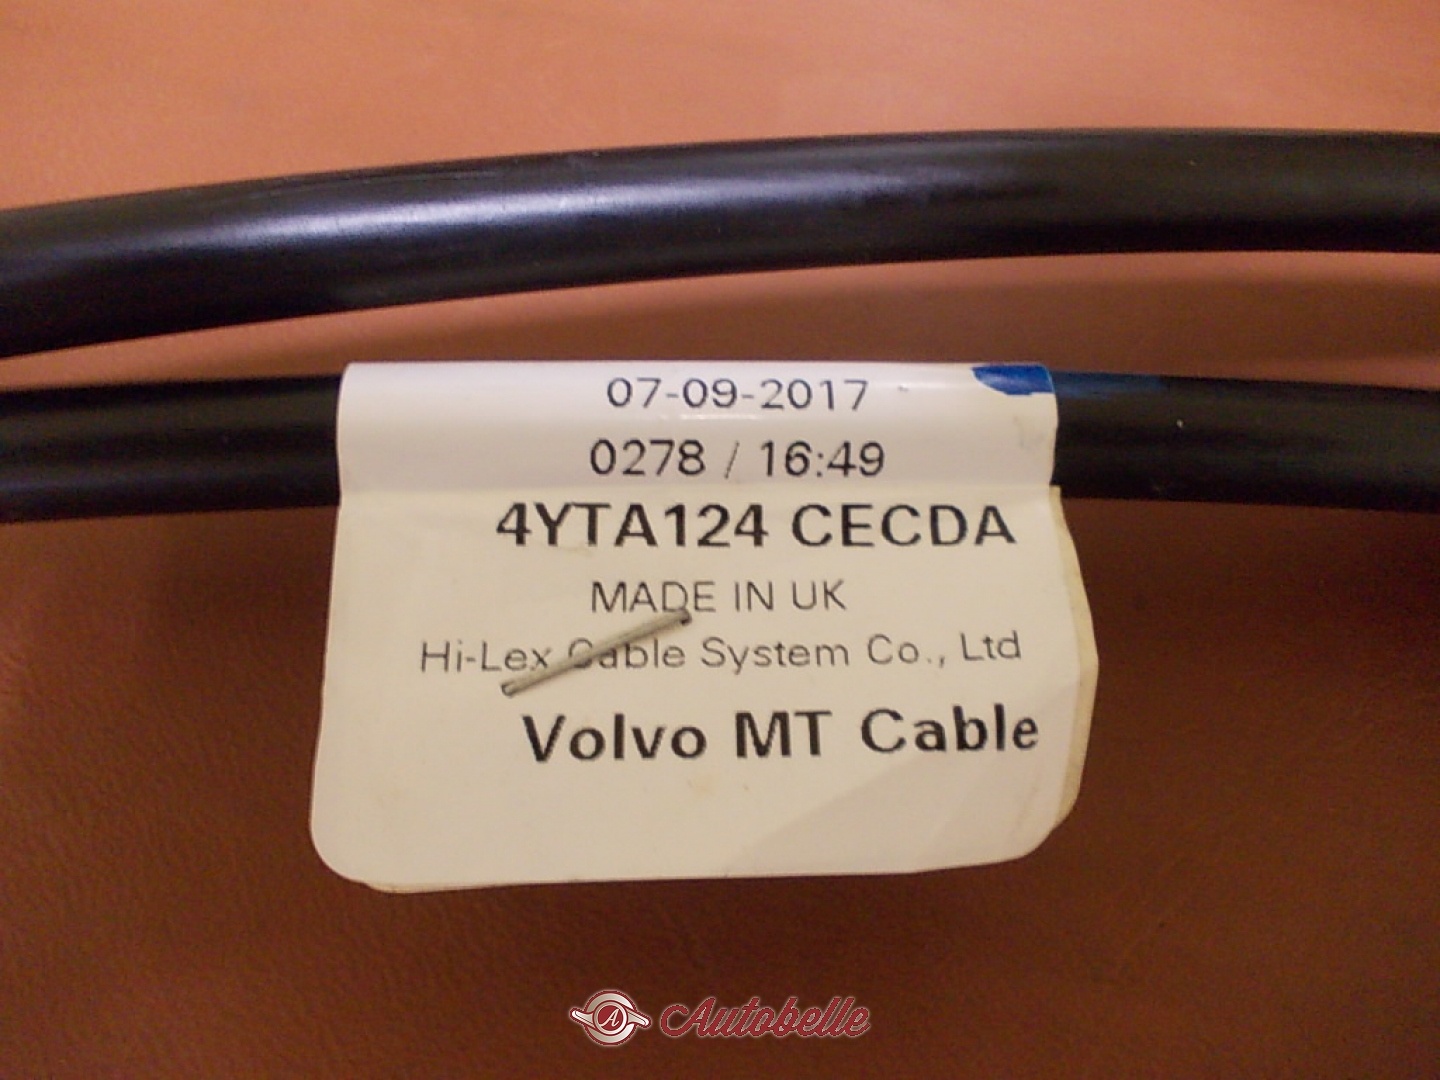 07-09-2017
0278 / 16:49
4YTA124 CECDA
MADE IN UK
Hi-Lex Cable System Co., Ltd
Volvo MT Cable
A Autobelle